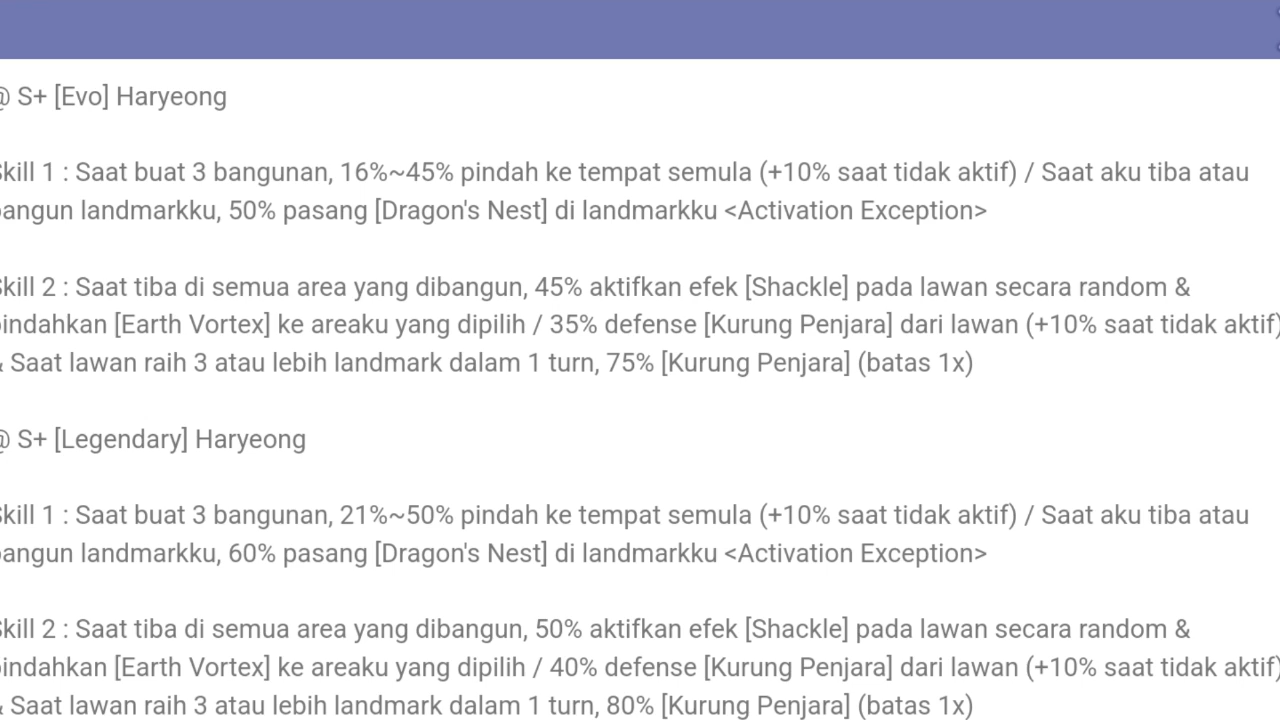 @ S+ [Evo] Haryeong
Skill 1 : Saat buat 3 bangunan, 16%~45% pindah ke tempat semula (+10% saat tidak aktif) / Saat aku tiba atau
bangun landmarkku, 50% pasang [Dragon's Nest] di landmarkku <Activation Exception>
Skill 2 : Saat tiba di semua area yang dibangun, 45% aktifkan efek [Shackle] pada lawan secara random &
pindahkan [Earth Vortex] ke areaku yang dipilih / 35% defense [Kurung Penjara] dari lawan (+10% saat tidak aktif)
& Saat lawan raih 3 atau lebih landmark dalam 1 turn, 75% [Kurung Penjara] (batas 1x)
@ S+ [Legendary] Haryeong
Skill 1 : Saat buat 3 bangunan, 21%~50% pindah ke tempat semula (+10% saat tidak aktif) / Saat aku tiba atau
bangun landmarkku, 60% pasang [Dragon's Nest] di landmarkku <Activation Exception>
Skill 2 : Saat tiba di semua area yang dibangun, 50% aktifkan efek [Shackle] pada lawan secara random &
pindahkan [Earth Vortex] ke areaku yang dipilih / 40% defense [Kurung Penjara] dari lawan (+10% saat tidak aktif)
& Saat lawan raih 3 atau lebih landmark dalam 1 turn, 80% [Kurung Penjara] (batas 1x)